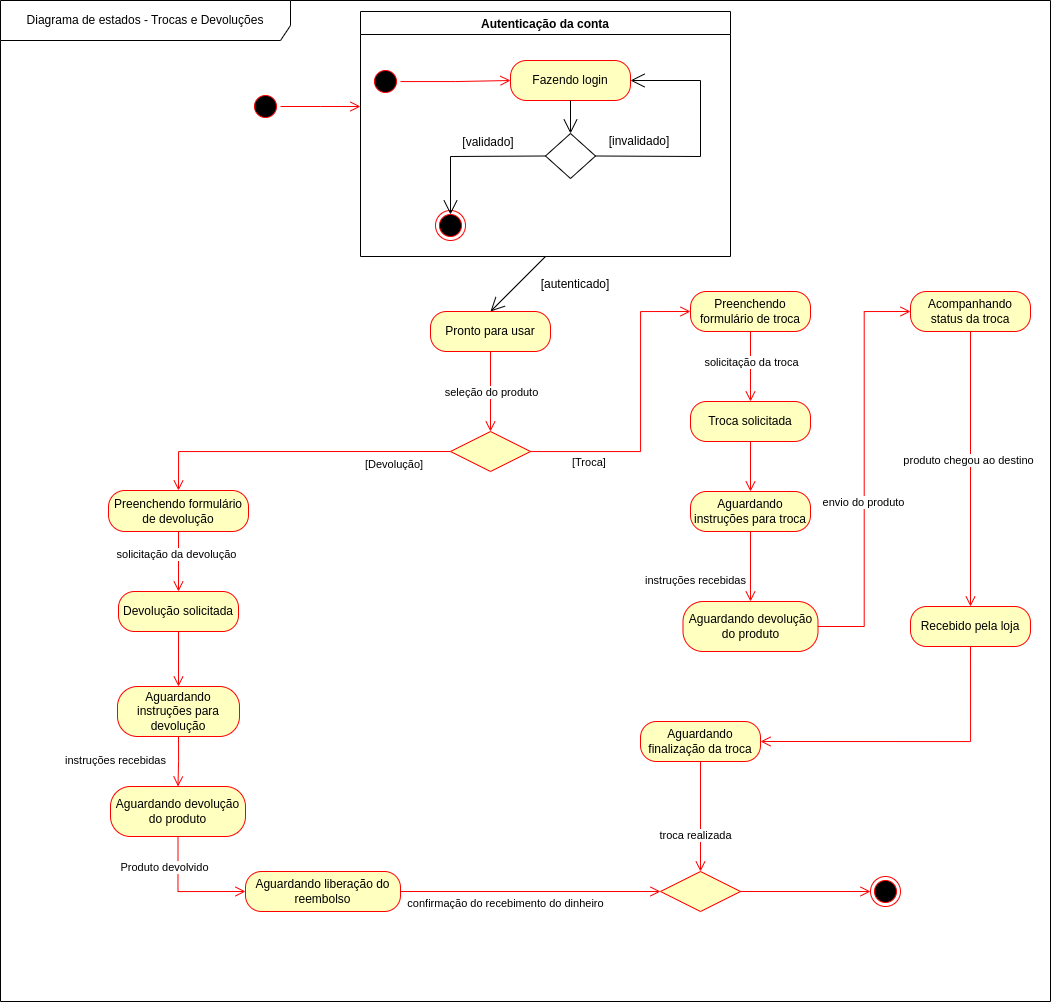 Diagrama de estados - Trocas e Devoluções
Autenticação da conta
Fazendo login
[validado]
[invalidado]
[autenticado]
Pronto para usar
seleção do produto
[Devolução]
[Troca]
Preenchendo
formulário de troca
solicitação da troca
Troca solicitada
Aguardando
instruções para troca
instruções recebidas
Aguardando devolução
do produto
envio do produto
Acompanhando
status da troca
produto chegou ao destino
Recebido pela loja
Aguardando
finalização da troca
troca realizada
Preenchendo formulário
de devolução
solicitação da devolução
Devolução solicitada
Aguardando
instruções para
devolução
instruções recebidas
Aguardando devolução
do produto
Produto devolvido
Aguardando liberação do
reembolso
confirmação do recebimento do dinheiro